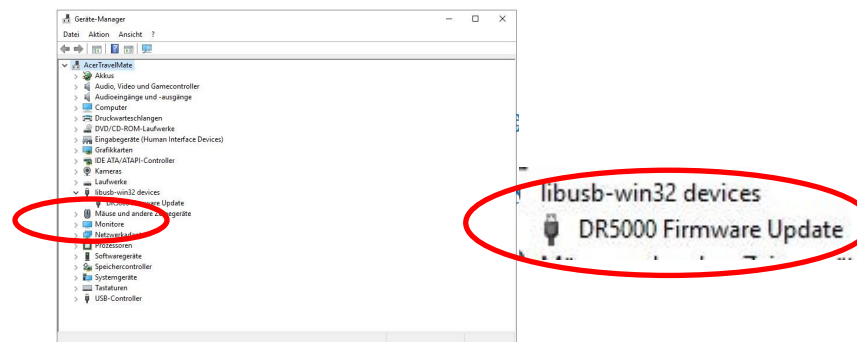 Geräte-Manager
Datei Aktion Ansicht ?
AcerTravelMate
Akkus
Audio, Video und Gamecontroller
Audioeingänge und -ausgänge
Computer
Druckwarteschlangen
DVD/CD-ROM-Laufwerke
Eingabegeräte (Human Interface Devices)
Grafikkarten
IDE ATA/ATAPI-Controller
Kameras
Laufwerke
libusb-win32 devices
DR5000 Firmware Update
Mäuse und andere Zeigegeräte
Monitore
Netzwerkadapter
Prozessoren
Softwaregeräte
Speichercontroller
Systemgeräte
Tastaturen
USB-Controller
libusb-win32 devices
DR5000 Firmware Update